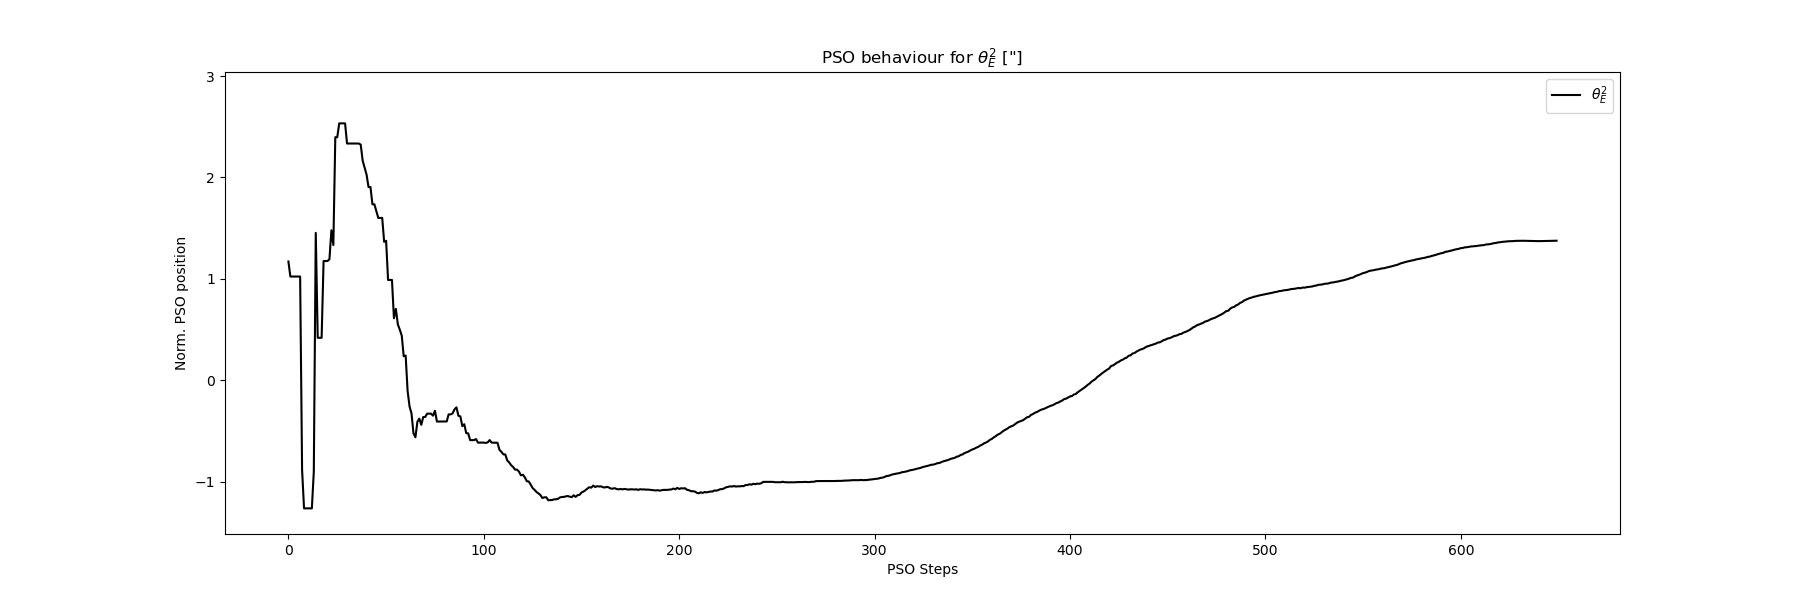 PSO behaviour for θ_E^2 ["]
θ_E^2
Norm. PSO position
3
2
1
0
−1
0 100 200 300 400 500 600
PSO Steps